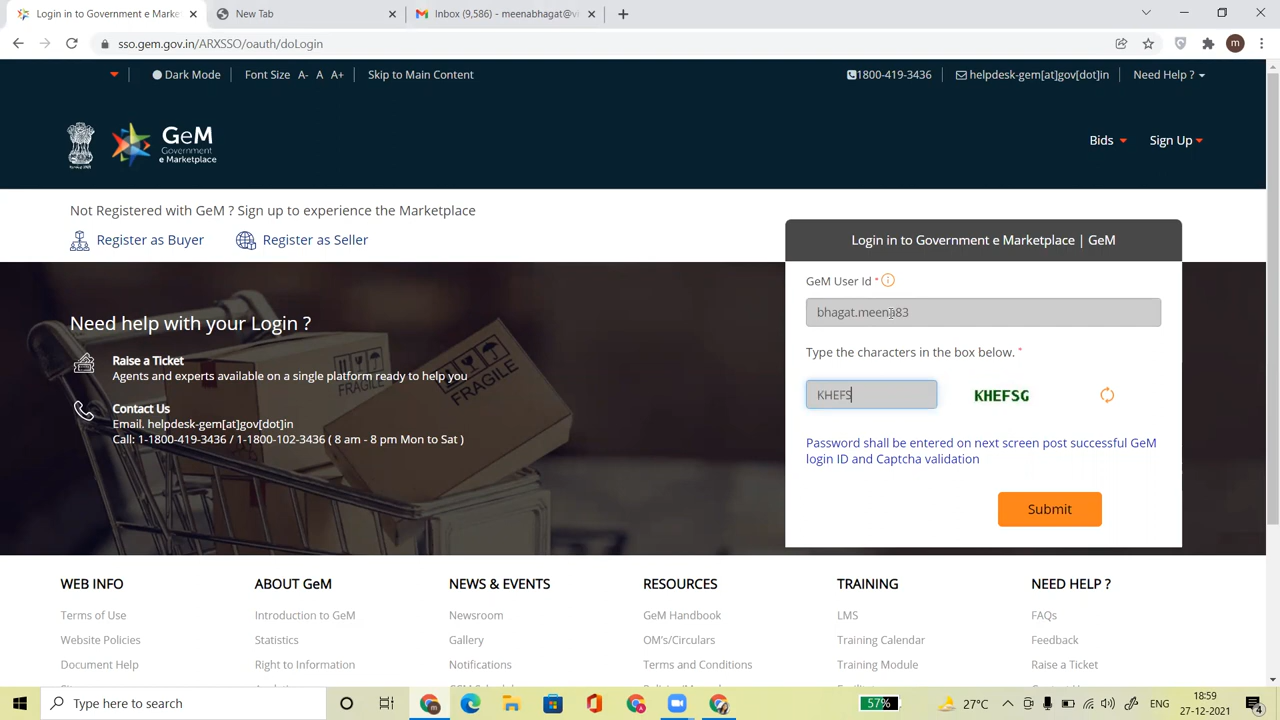 Login in to Government e Marke
New Tab
Inbox (9,586) - meenabhagat@v
sso.gem.gov.in/ARXSSO/oauth/doLogin
m
Dark Mode
Font Size A- A A+
Skip to Main Content
1800-419-3436
helpdesk-gem[at]gov[dot]in
Need Help ?
GeM
Government
e Marketplace
Bids
Sign Up
Not Registered with GeM ? Sign up to experience the Marketplace
Register as Buyer
Register as Seller
Login in to Government e Marketplace | GeM
GeM User Id *
bhagat.meena83
Type the characters in the box below. *
KHEFS
KHEFSG
Password shall be entered on next screen post successful GeM
login ID and Captcha validation
Submit
Need help with your Login ?
Raise a Ticket
Agents and experts available on a single platform ready to help you
Contact Us
Email. helpdesk-gem[at]gov[dot]in
Call: 1-1800-419-3436 / 1-1800-102-3436 ( 8 am - 8 pm Mon to Sat )
FRAGILE
FRAGILE
WEB INFO
Terms of Use
Website Policies
Document Help
ABOUT GeM
Introduction to GeM
Statistics
Right to Information
NEWS & EVENTS
Newsroom
Gallery
Notifications
RESOURCES
GeM Handbook
OM's/Circulars
Terms and Conditions
TRAINING
LMS
Training Calendar
Training Module
NEED HELP ?
FAQs
Feedback
Raise a Ticket
Type here to search
57%
27°C
ENG
18:59
27-12-2021
4